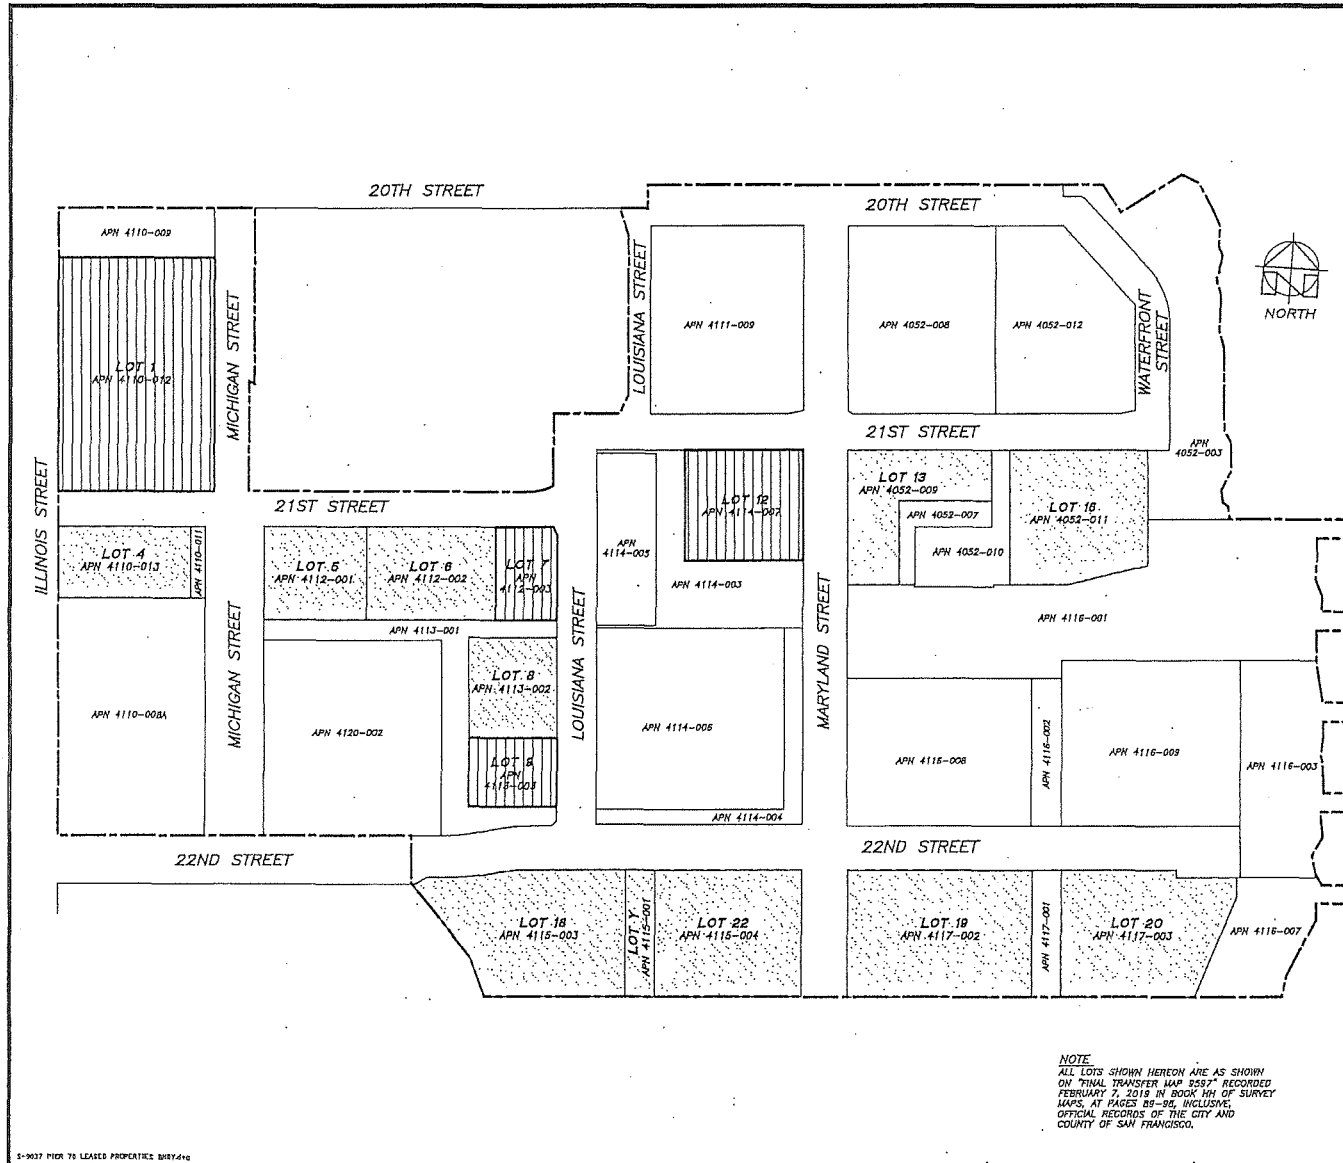 20TH STREET
20TH STREET
APN 4110-009
LOT 1
APN 4110-012
MICHIGAN STREET
LOUISIANA STREET
APN 4111-009
APN 4052-008
APN 4052-012
WATERFRONT
STREET
NORTH
21ST STREET
APN
4052-003
ILLINOIS STREET
21ST STREET
LOT 4
APN 4110-013
APN 4110-011
LOT 5
APN 4112-001
LOT 6
APN 4112-002
LOT 7
APN
4112-003
APN
4114-005
LOT 12
APN 4114-007
APN 4114-003
LOT 13
APN 4052-009
APN 4052-007
APN 4052-010
APN 4052-011
APN 4113-001
APN 4116-001
MICHIGAN STREET
LOUISIANA STREET
MARYLAND STREET
LOT 8
APN 4113-002
APN 4110-008A
APN 4120-002
APN 4114-006
LOT 9
APN
4113-003
APN 4116-008
APN 4116-002
APN 4116-009
APN 4116-003
APN 4114-004
22ND STREET
22ND STREET
LOT 18
APN 4115-003
LOT Y
APN 4115-001
LOT 22
APN 4115-004
LOT 19
APN 4117-002
APN 4117-001
LOT 20
APN 4117-003
APN 4116-007
NOTE
ALL LOTS SHOWN HEREON ARE AS SHOWN
ON "FINAL TRANSFER MAP 9597" RECORDED
FEBRUARY 7, 2019 IN BOOK HH OF SURVEY
MAPS, AT PAGES 89-98, INCLUSIVE,
OFFICIAL RECORDS OF THE CITY AND
COUNTY OF SAN FRANCISCO.
S-9037 PIER 70 LEASED PROPERTIES BNDY.dwg